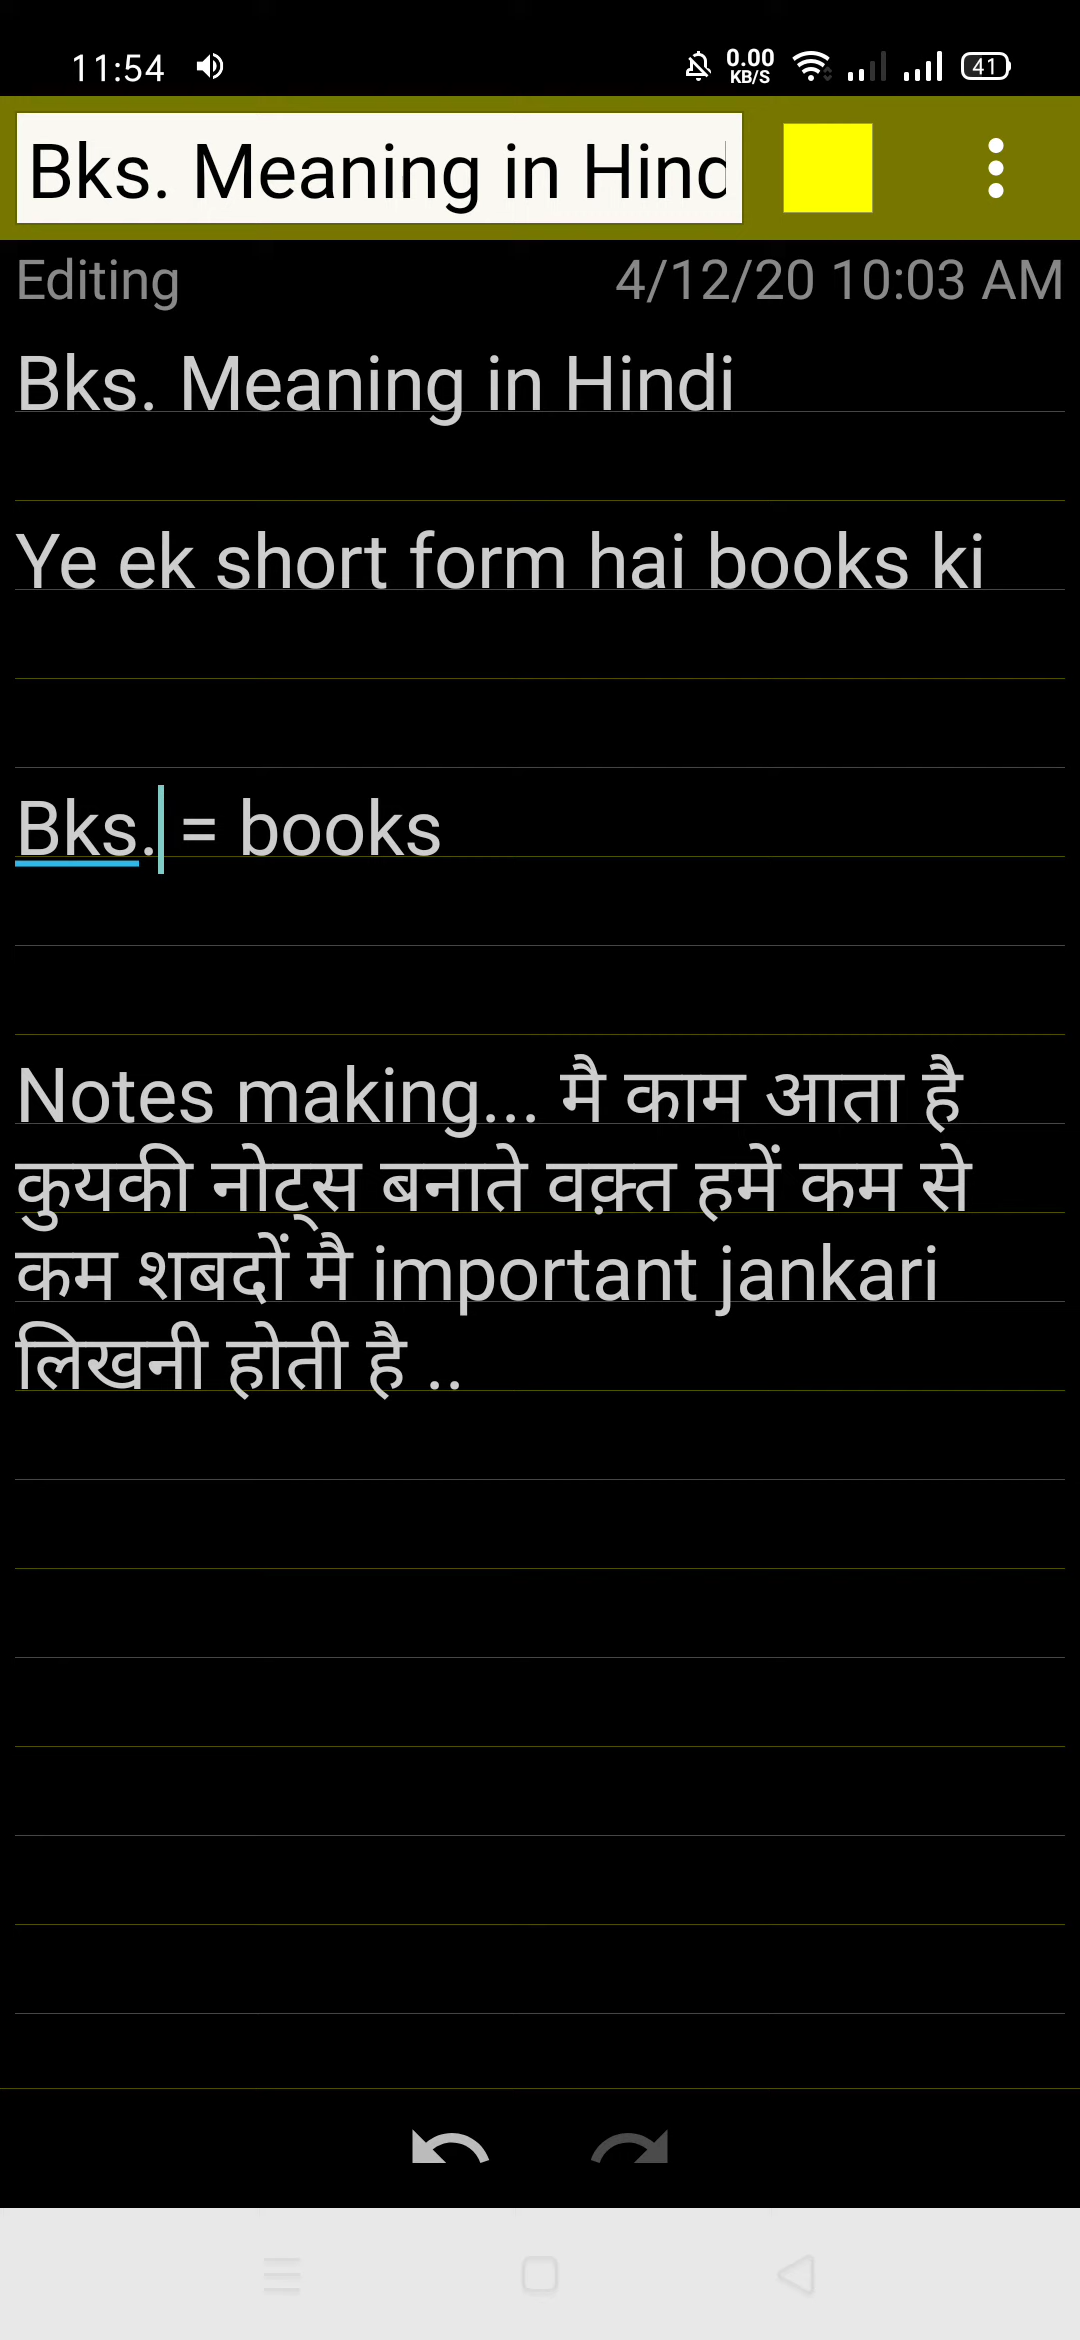 11:54 0.00 KB/S 41
Bks. Meaning in Hind
Editing 4/12/20 10:03 AM
Bks. Meaning in Hindi
Ye ek short form hai books ki
Bks. = books
Notes making... मै काम आता है
कुयकी नोट्स बनाते वक़्त हमें कम से
कम शबदों मै important jankari
लिखनी होती है ..